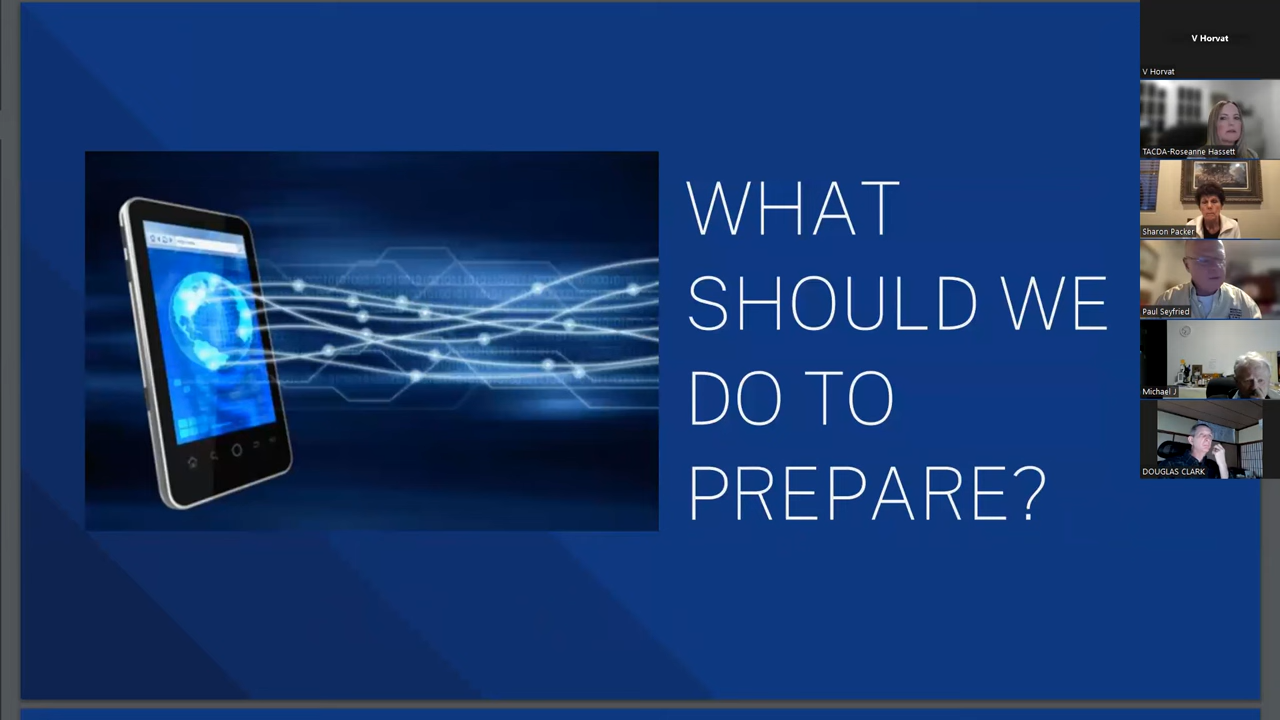 WHAT
SHOULD WE
DO TO
PREPARE?
V Horvat
V Horvat
TACDA-Roseanne Hassett
Sharon Packer
Paul Seyfried
Michael J
DOUGLAS CLARK